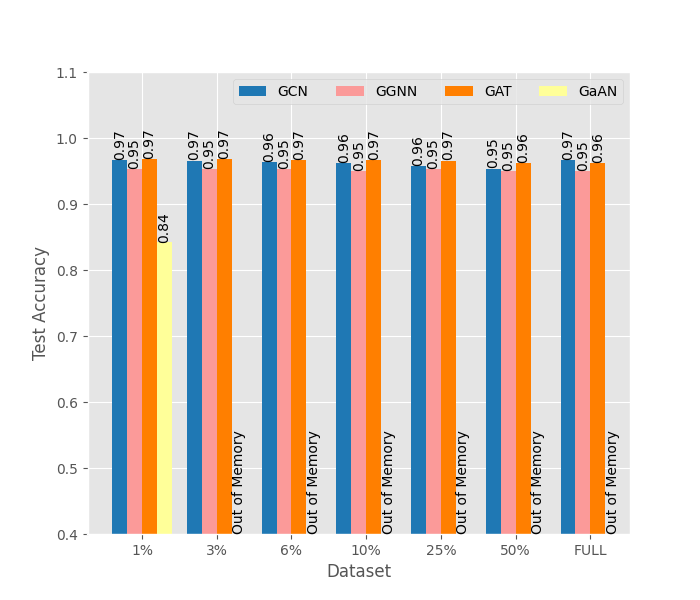 GCN GGNN GAT GaAN
1.1
1.0
0.9
0.8
0.7
0.6
0.5
0.4
Test Accuracy
0.97 0.95 0.97 0.84
0.97 0.95 0.97 Out of Memory
0.96 0.95 0.97 Out of Memory
0.96 0.95 0.97 Out of Memory
0.96 0.95 0.97 Out of Memory
0.95 0.95 0.96 Out of Memory
0.97 0.95 0.96 Out of Memory
1% 3% 6% 10% 25% 50% FULL
Dataset